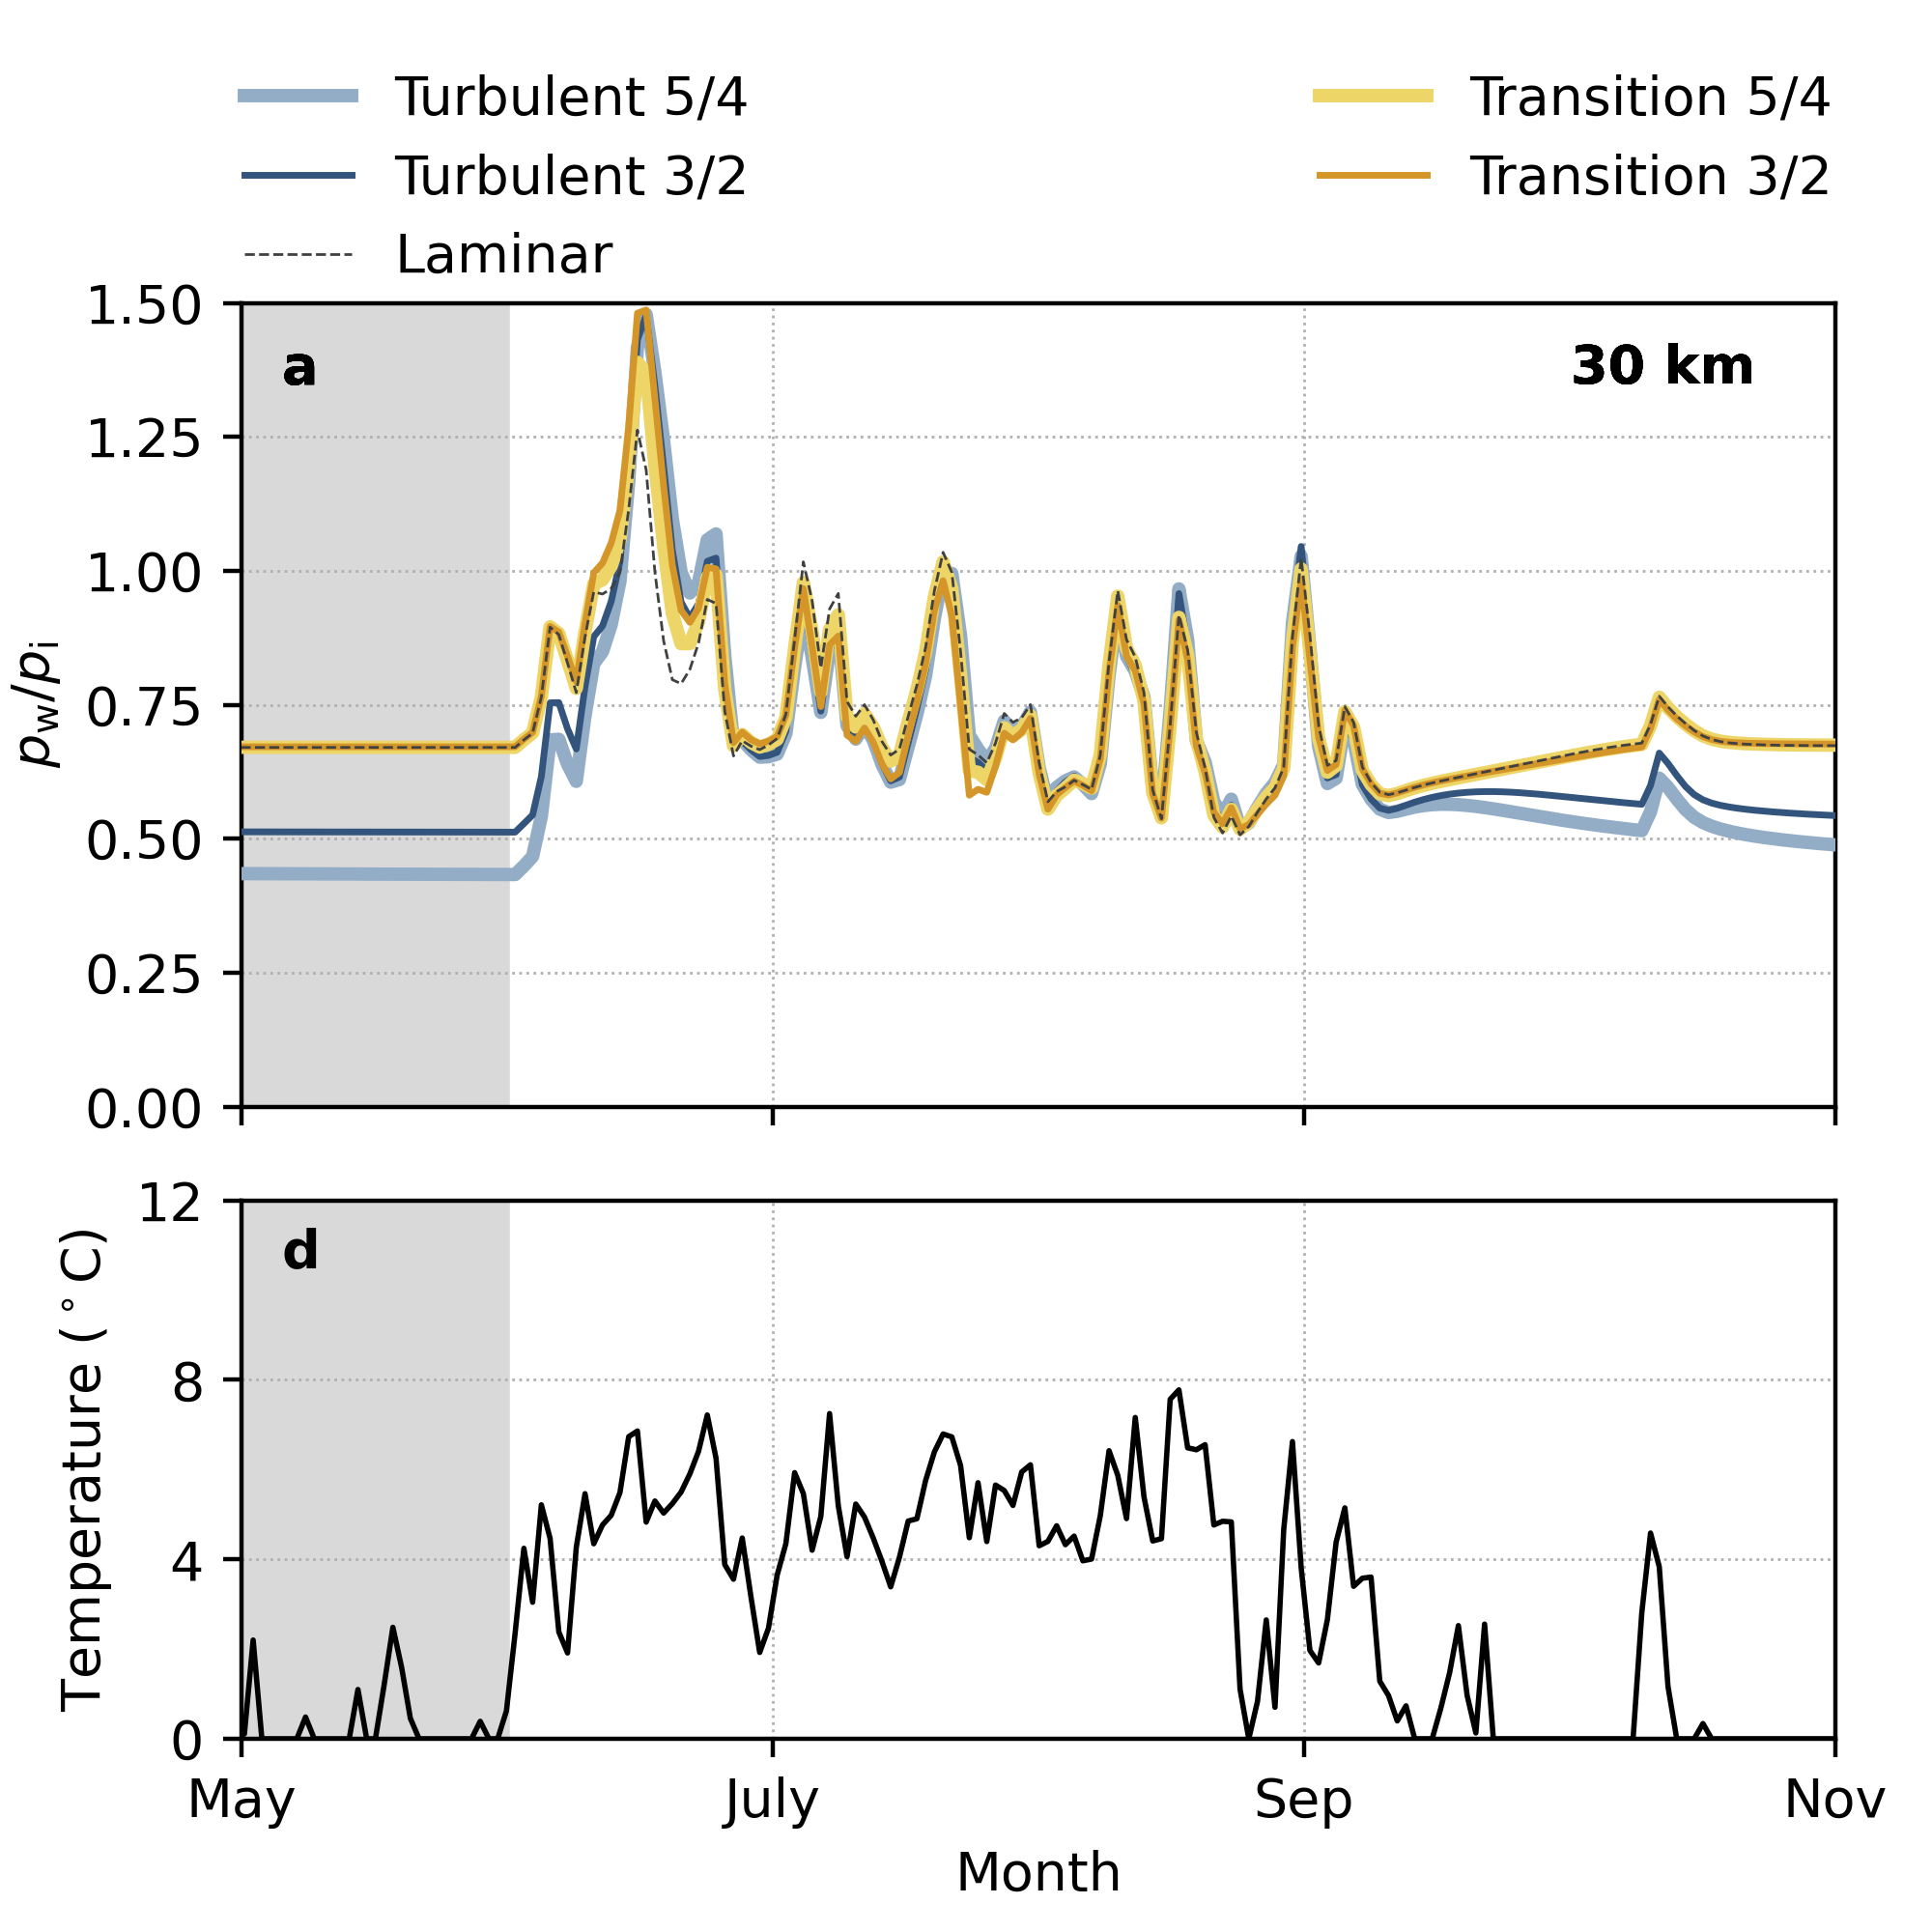 Turbulent 5/4
Turbulent 3/2
Laminar
Transition 5/4
Transition 3/2
1.50
1.25
1.00
0.75
0.50
0.25
0.00
pw/pi
a
30 km
12
8
4
0
Temperature (°C)
d
May
July
Sep
Nov
Month